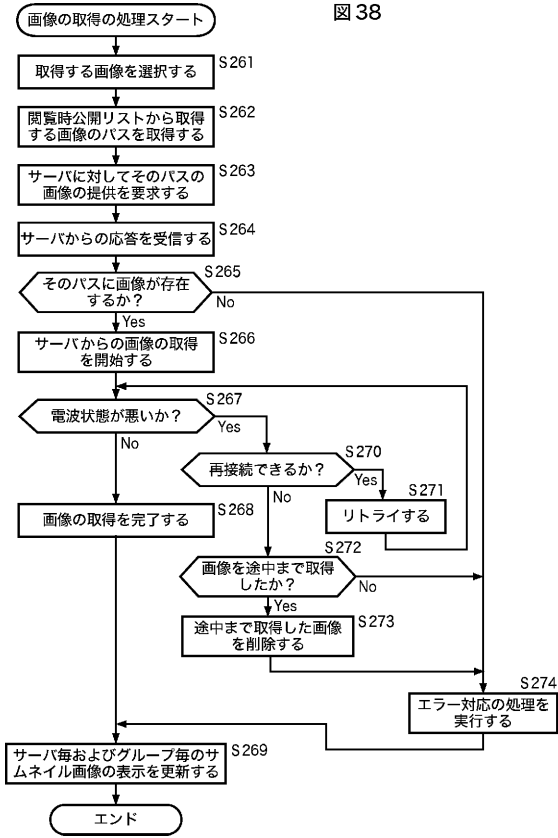 図38
画像の取得の処理スタート
取得する画像を選択する
S261
閲覧時公開リストから取得
する画像のパスを取得する
S262
サーバに対してそのパスの
画像の提供を要求する
S263
サーバからの応答を受信する
S264
そのパスに画像が存在
するか？
S265
No
Yes
サーバからの画像の取得
を開始する
S266
電波状態が悪いか？
S267
Yes
No
再接続できるか？
S270
Yes
No
リトライする
S271
画像の取得を完了する
S268
画像を途中まで取得
したか？
S272
No
Yes
途中まで取得した画像
を削除する
S273
エラー対応の処理を
実行する
S274
サーバ毎およびグループ毎のサ
ムネイル画像の表示を更新する
S269
エンド